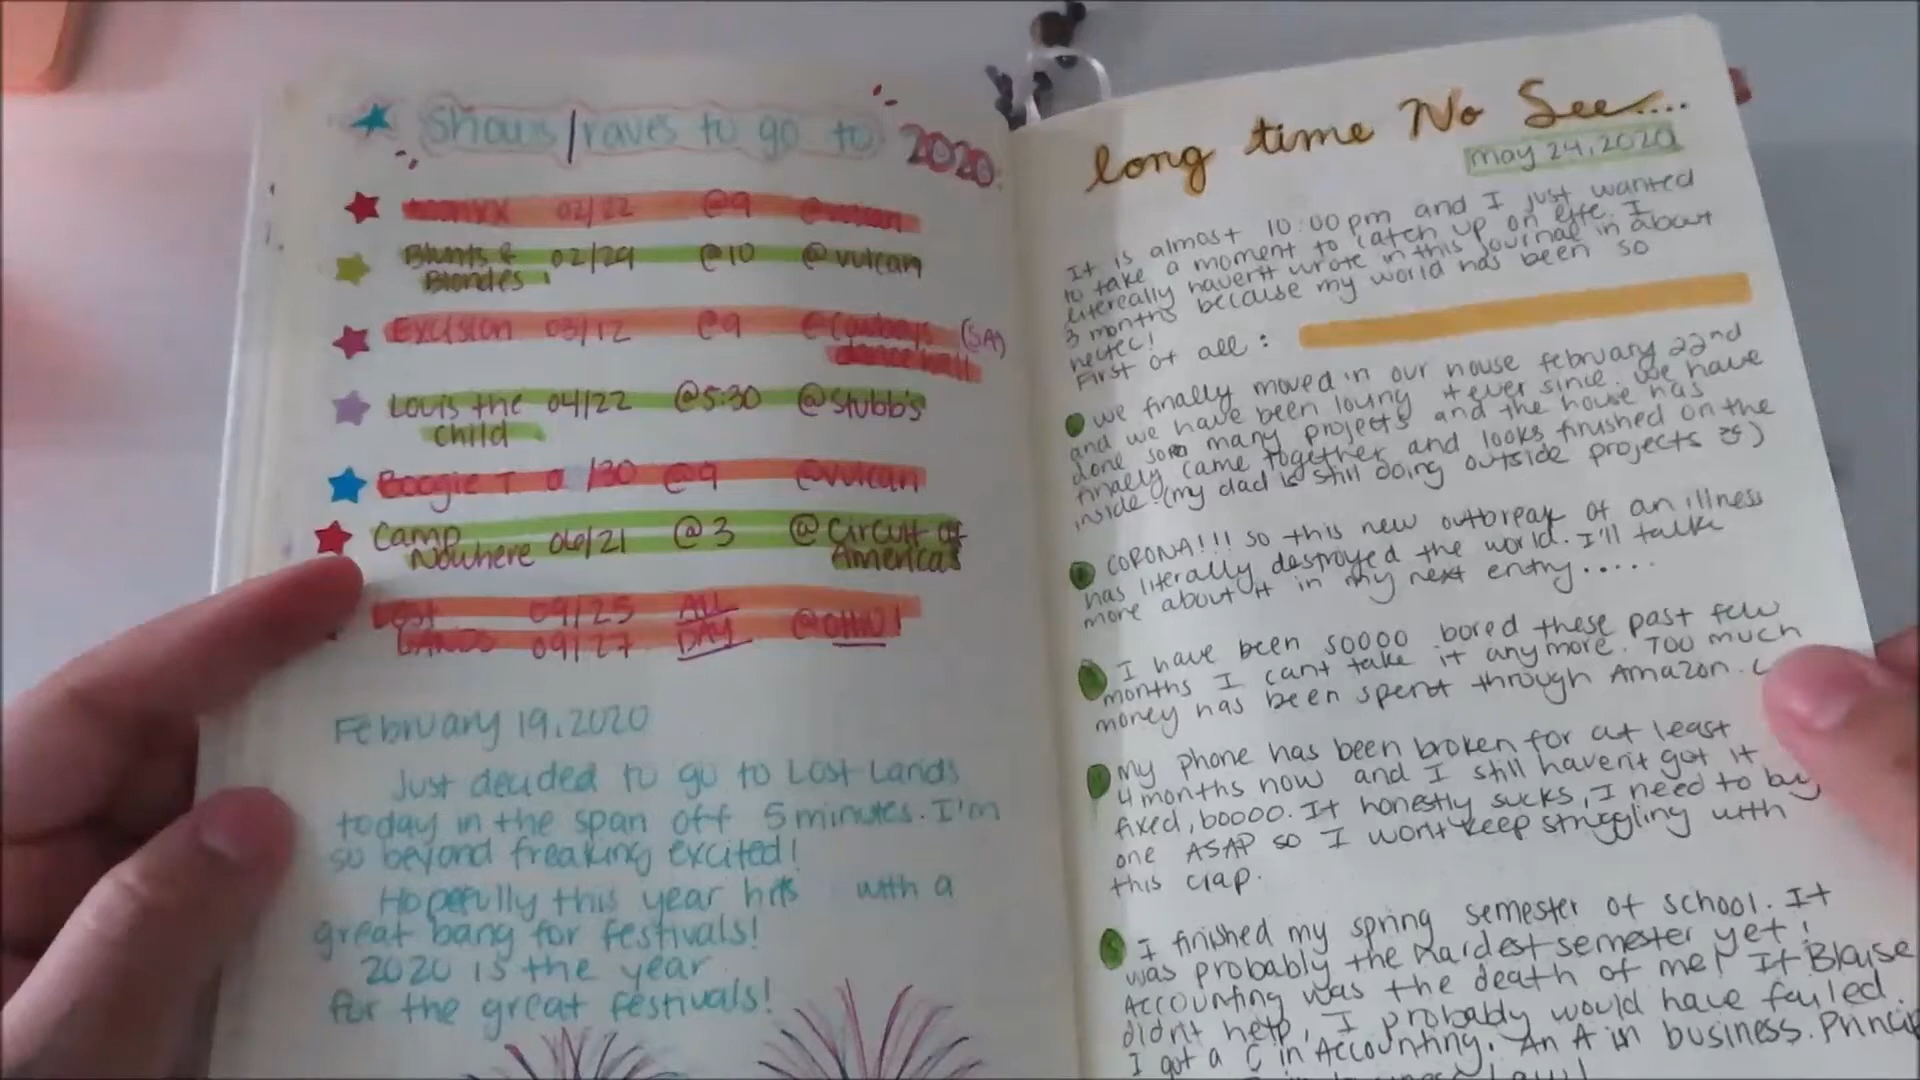 Shows/raves to go to 2020
02/22 @9
Blunts & 02/29 @10 @vulcan
Blondes
Excision 03/12 @9 @Cowboys (SA)
dance hall
Louis the 04/22 @5:30 @Stubb's
child
Boogie T /30 @9 @vulcan
Camp
Nowhere 06/21 @3 @Circuit of
Americas
Lost 09/25 ALL
LANDS 09/27 DAY @OHIO!
February 19, 2020
Just decided to go to Lost Lands
today in the span off 5 minutes. I'm
so beyond freaking excited!
Hopefully this year hits with a
great bang for festivals!
2020 is the year
for the great festivals!
long time No See....
may 24, 2020
It is almost 10:00pm and I just wanted
to take a moment to catch up on life. I
litereally havent wrote in this journal in about
3 months because my world has been so
hectec!
First of all:
we finally moved in our house february 22nd
and we have been loving it ever since. We have
done soo many projects and the house has
finally came together and looks finished on the
inside. (my dad is still doing outside projects )
CORONA!!! so this new outbreak of an illness
has literally destroyed the world. I'll talk
more about it in my next entry.....
I have been soooo bored these past few
months I cant take it anymore. Too much
money has been spent through Amazon.
My phone has been broken for at least
4 months now and I still haven't got it
fixed, boooo. It honestly sucks, I need to buy
one ASAP so I wont keep struggling with
this crap.
I finished my spring semester of school. It
was probably the hardest semester yet!
Accounting was the death of me! If Blaise
didn't help, I probably would have failed.
I got a C in Accounting. An A in business. Princip